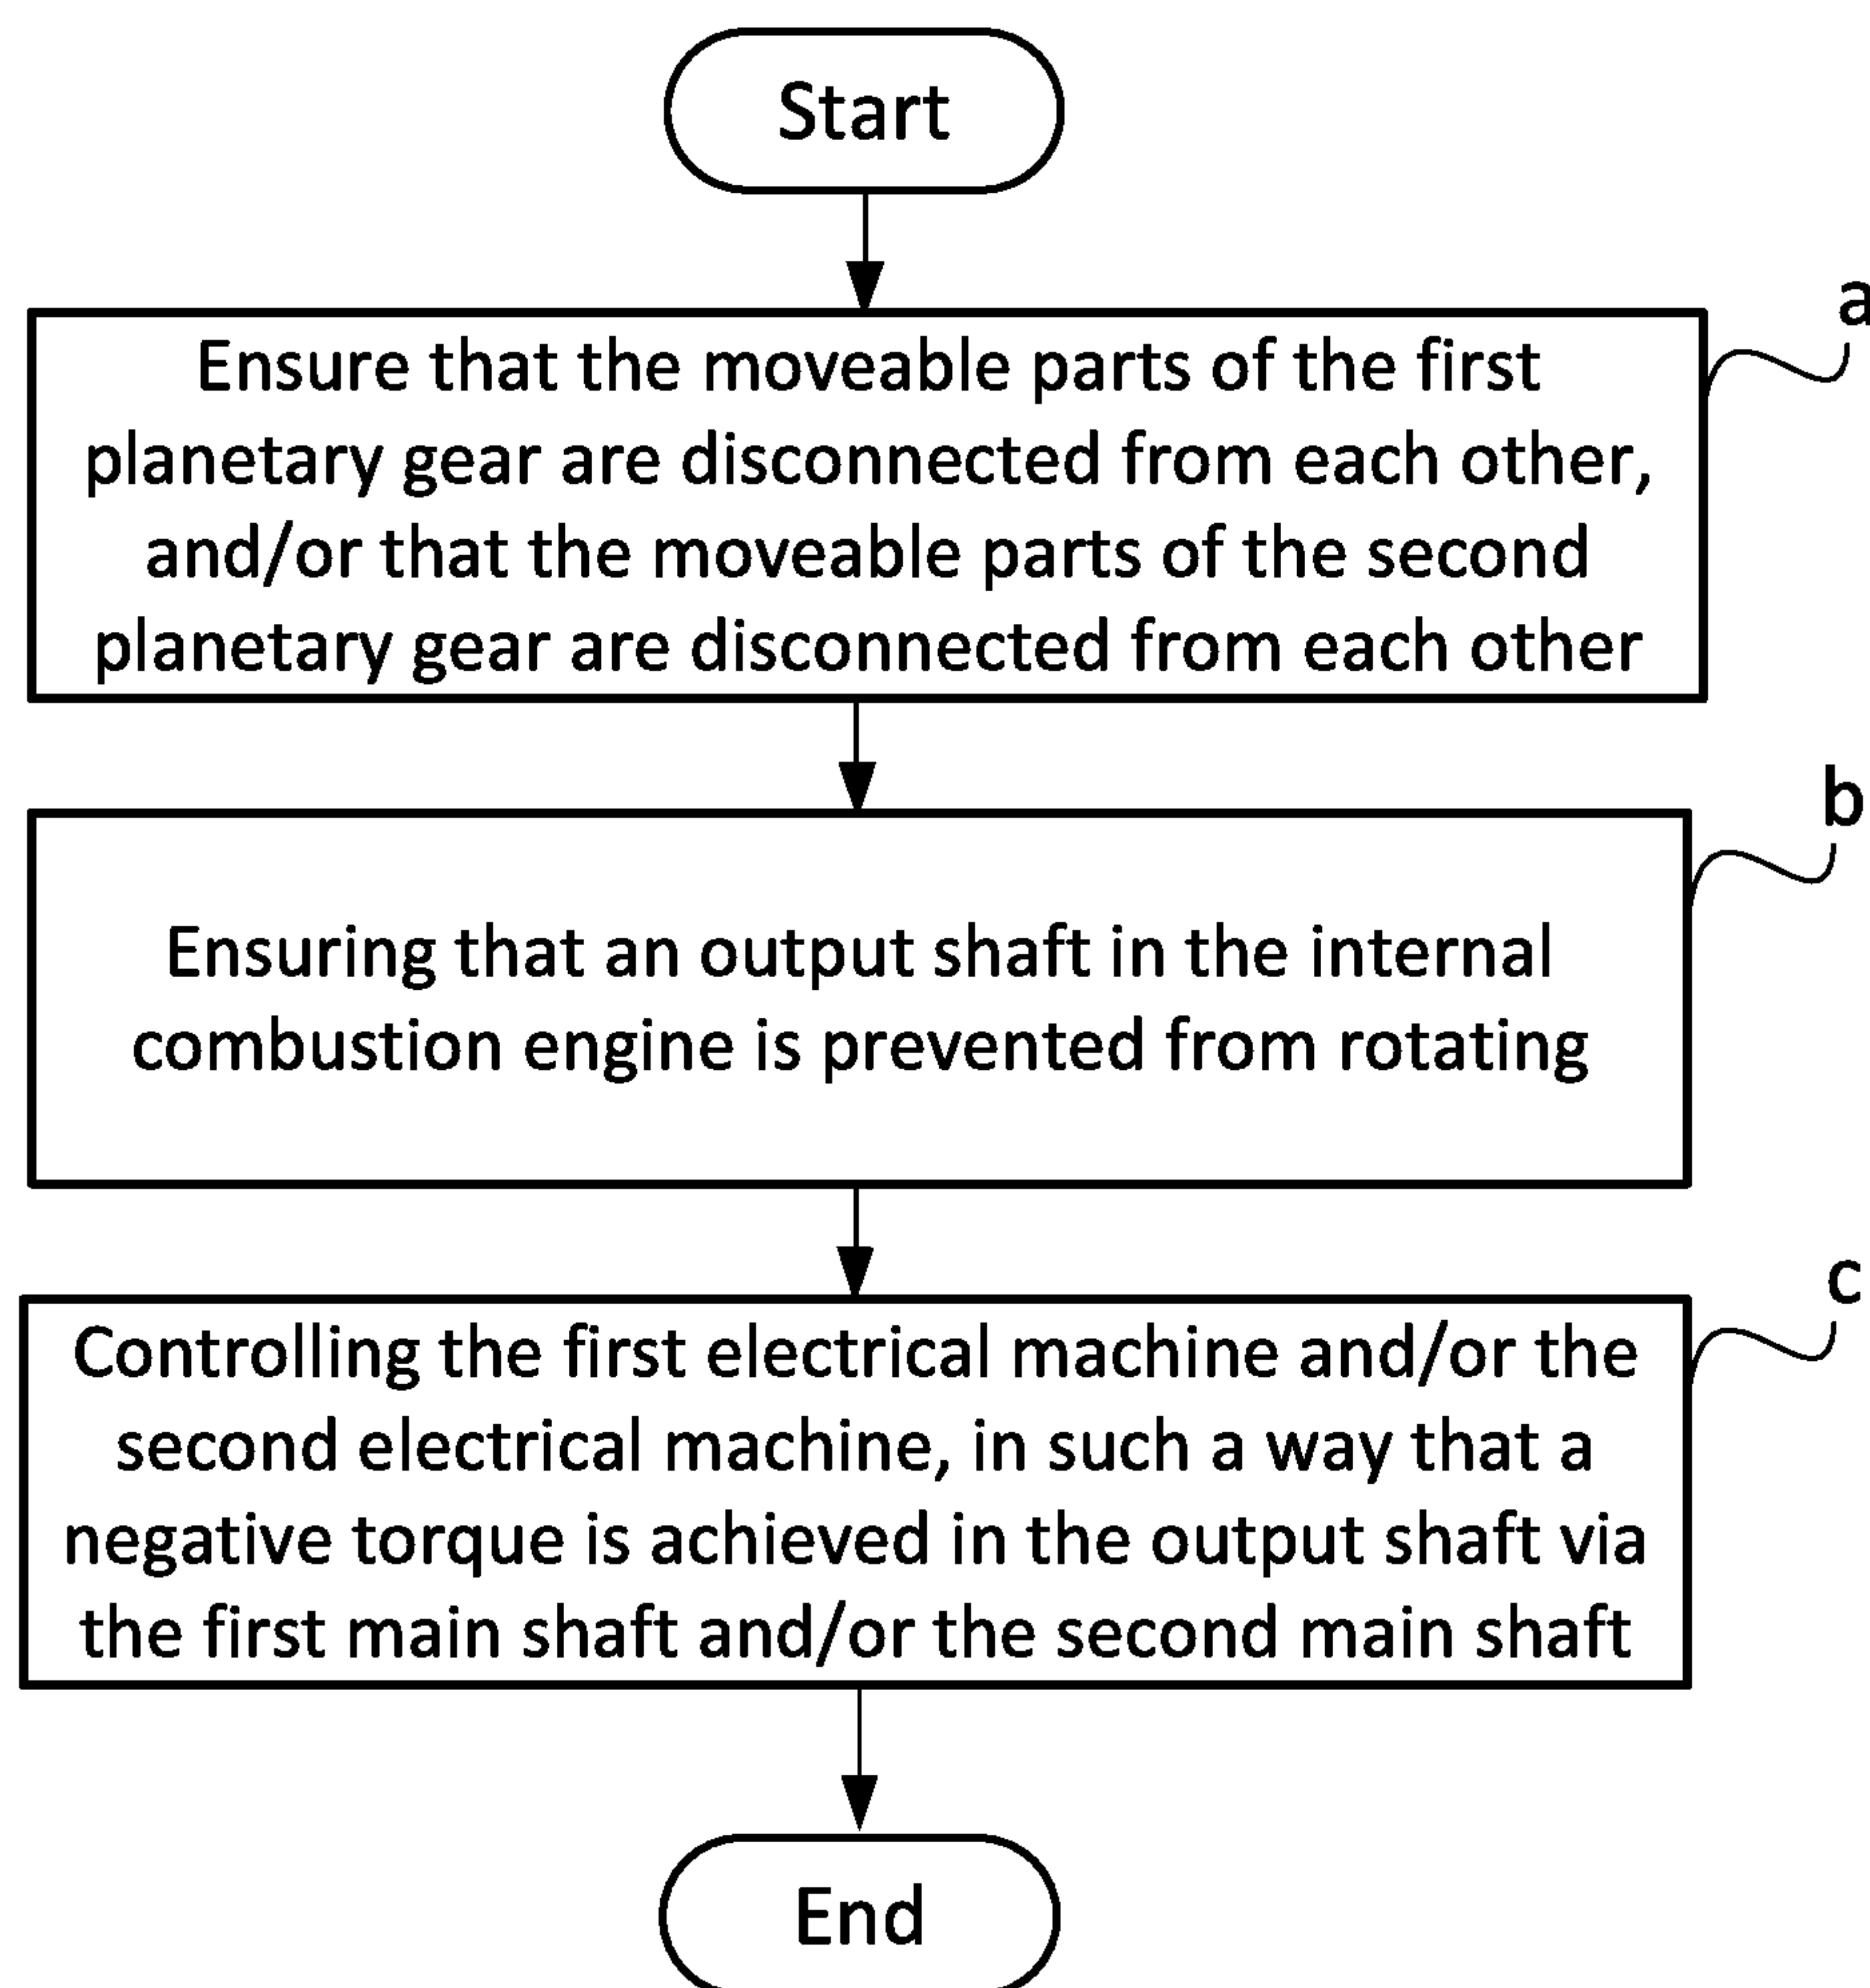 Start
a
Ensure that the moveable parts of the first
planetary gear are disconnected from each other,
and/or that the moveable parts of the second
planetary gear are disconnected from each other
b
Ensuring that an output shaft in the internal
combustion engine is prevented from rotating
c
Controlling the first electrical machine and/or the
second electrical machine, in such a way that a
negative torque is achieved in the output shaft via
the first main shaft and/or the second main shaft
End